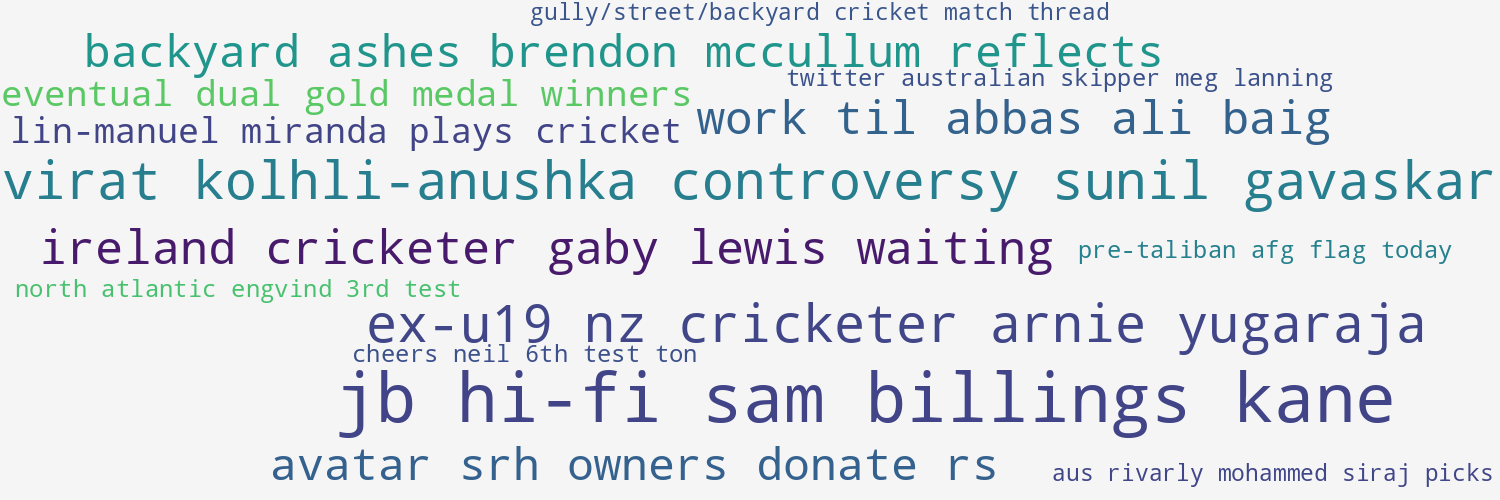 gully/street/backyard cricket match thread
backyard ashes brendon mccullum reflects
twitter australian skipper meg lanning
eventual dual gold medal winners
work til abbas ali baig
lin-manuel miranda plays cricket
virat kolhli-anushka controversy sunil gavaskar
ireland cricketer gaby lewis waiting
pre-taliban afg flag today
north atlantic engvind 3rd test
ex-u19 nz cricketer arnie yugaraja
cheers neil 6th test ton
jb hi-fi sam billings kane
avatar srh owners donate rs
aus rivarly mohammed siraj picks